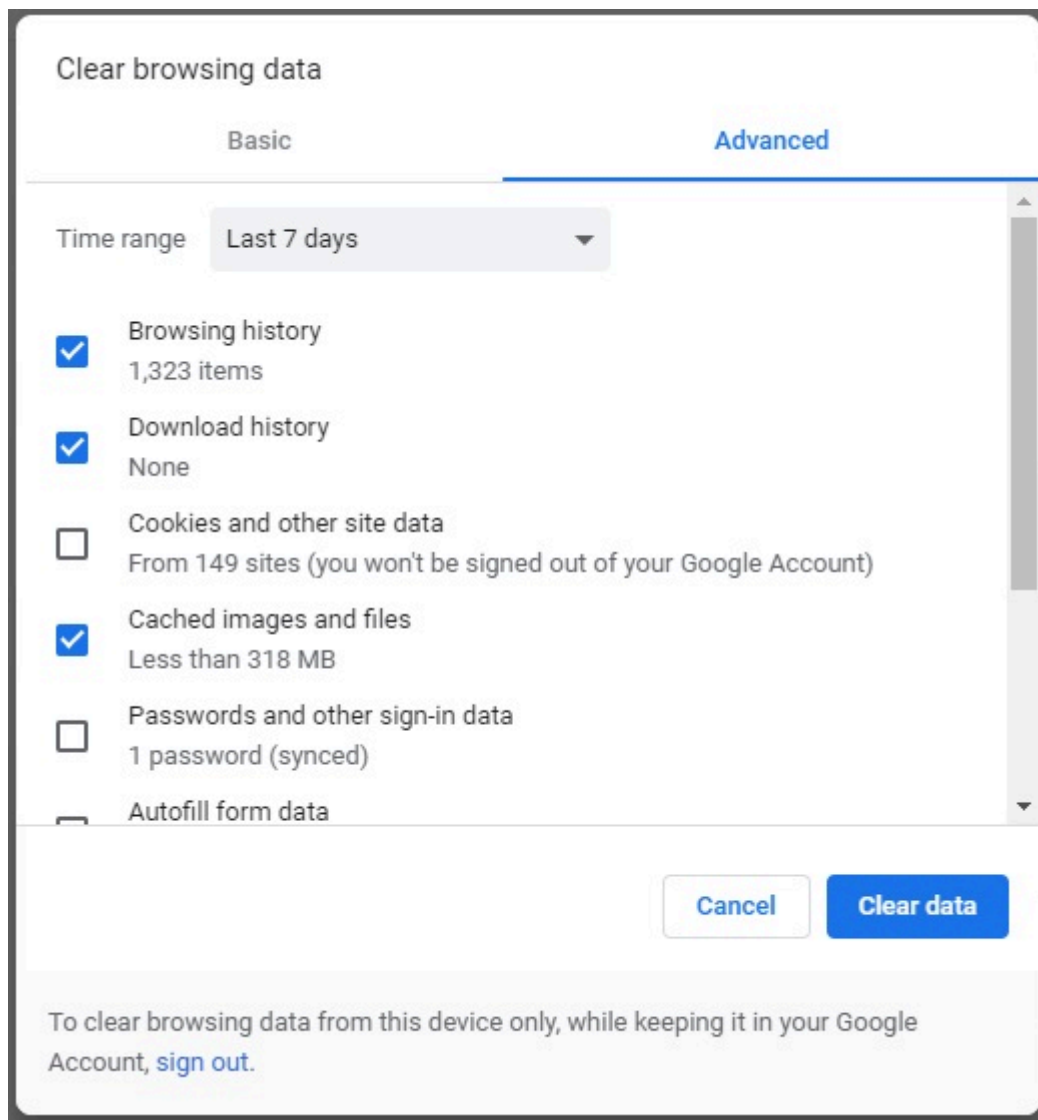 Clear browsing data
Basic
Advanced
Time range
Last 7 days
Browsing history
1,323 items
Download history
None
Cookies and other site data
From 149 sites (you won't be signed out of your Google Account)
Cached images and files
Less than 318 MB
Passwords and other sign-in data
1 password (synced)
Autofill form data
Cancel
Clear data
To clear browsing data from this device only, while keeping it in your Google
Account, sign out.